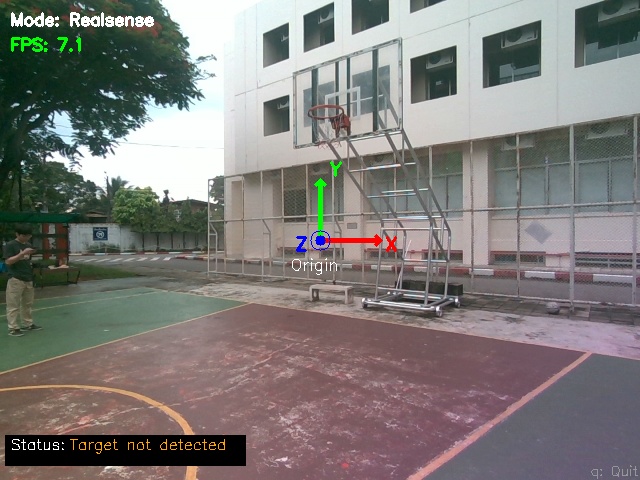 Mode: Realsense
FPS: 7.1
Y
Z
X
Origin
Status: Target not detected
q: Quit